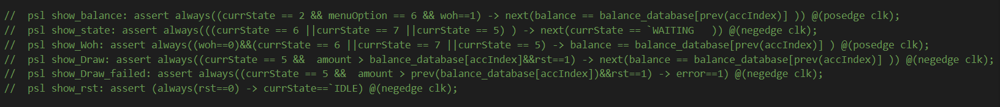 //  psl show_balance: assert always((currState == 2 && menuOption == 6 && woh==1) -> next(balance == balance_database[prev(accIndex)] )) @(posedge clk);
//  psl show_state: assert always(((currState == 6 ||currState == 7 ||currState == 5) ) -> next(currState == `WAITING   )) @(negedge clk);
//  psl show_Woh: assert always((woh==0)&&(currState == 6 ||currState == 7 ||currState == 5) -> balance == balance_database[prev(accIndex)] ) @(posedge clk);
//  psl show_Draw: assert always((currState == 5 &&  amount > balance_database[accIndex]&&rst==1) -> next(balance == balance_database[prev(accIndex)] )) @(negedge clk);
//  psl show_Draw_failed: assert always((currState == 5 &&  amount > prev(balance_database[accIndex])&&rst==1) -> error==1) @(negedge clk);
//  psl show_rst: assert (always(rst==0) -> currState==`IDLE) @(negedge clk);